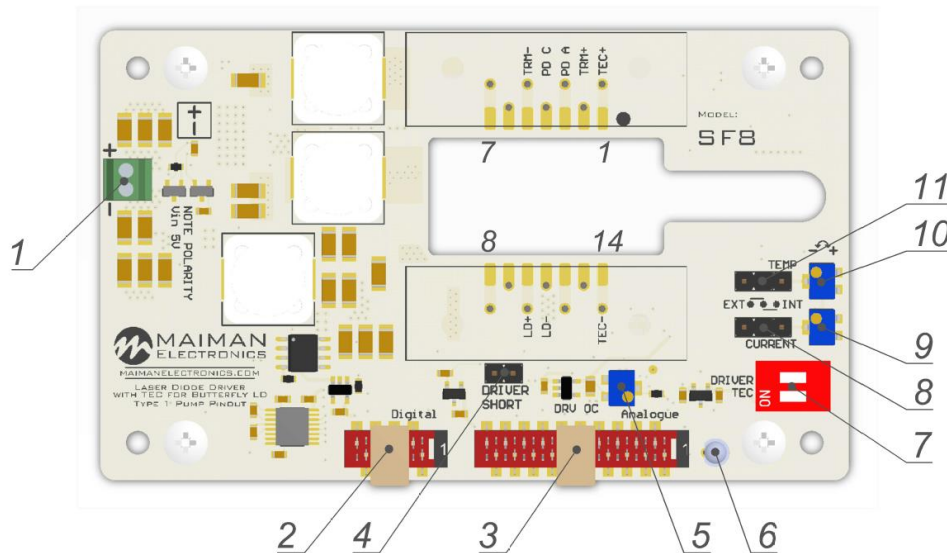 TRM-
PD C
PD A
TRM+
TEC+
MODEL:
SF8
7
1
+
-
+
-
1
NOTE POLARITY
Vin 5V
8
14
11
10
TEMP
- +
EXT
INT
CURRENT
LD+
LD-
TEC-
MAIMAN
ELECTRONICS
MAIMANELECTRONICS.COM
LASER DIODE DRIVER
WITH TEC FOR BUTTERFLY LD
TYPE 1: PUMP PINOUT
DRIVER
SHORT
DRV OC
DRIVER
TEC
ON
9
8
7
Digital
Analogue
1
1
2
4
3
5
6